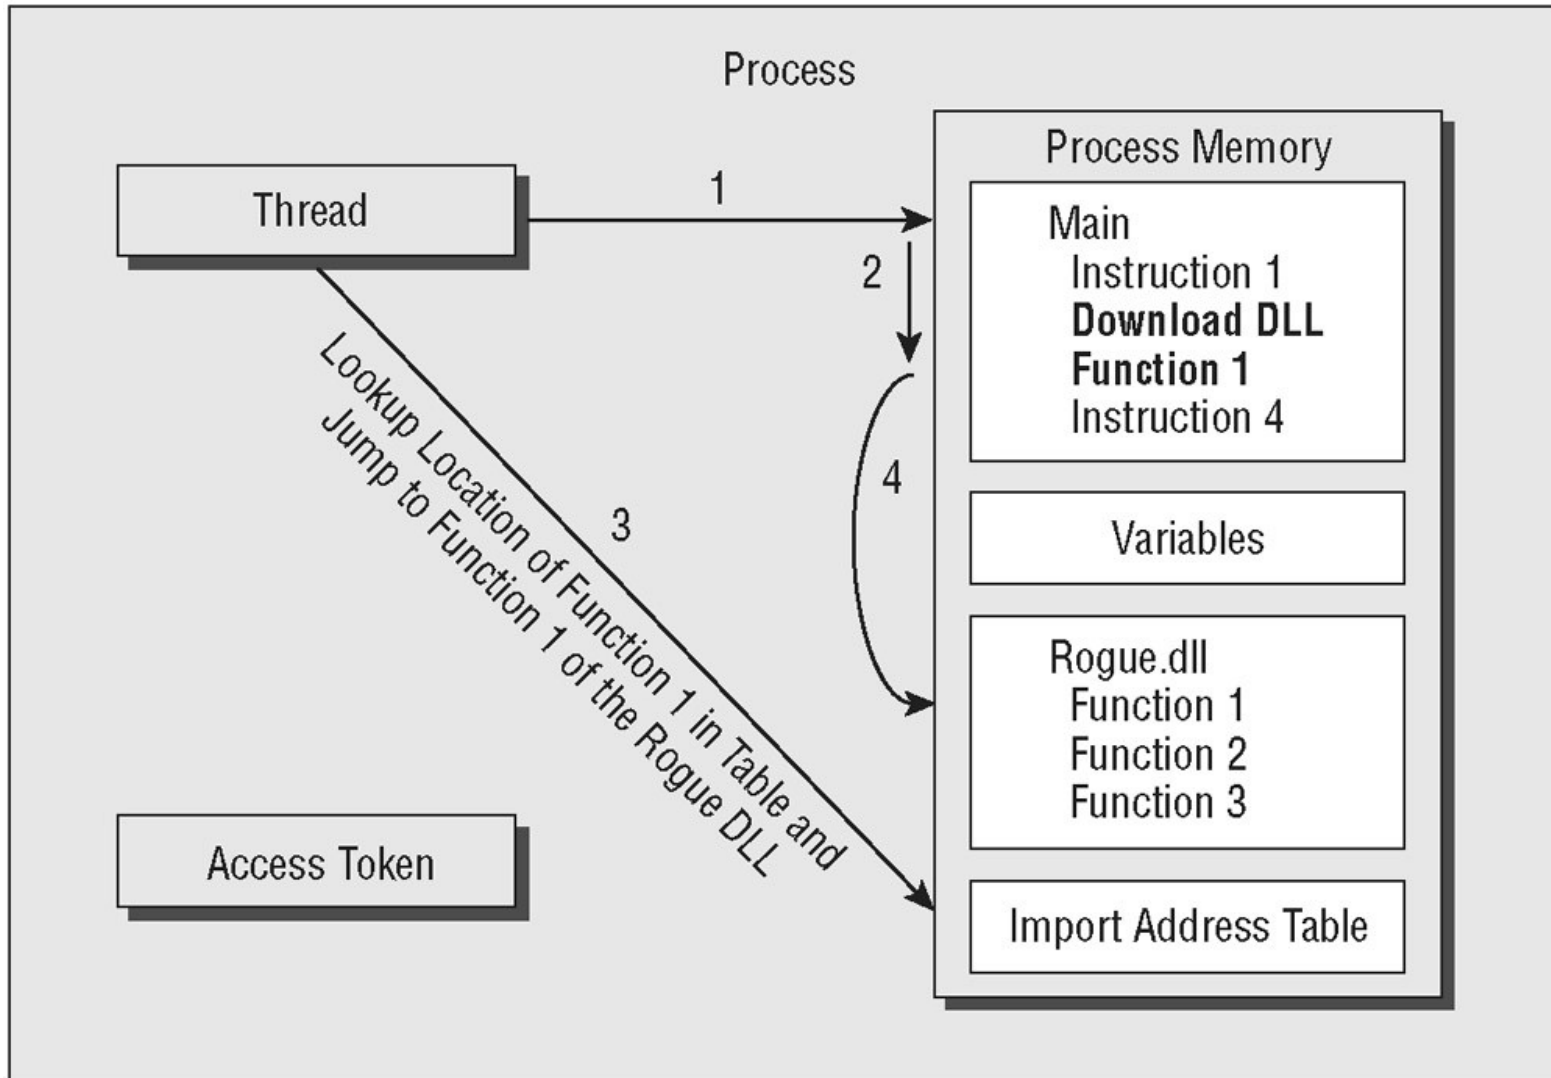 Process
Process Memory
Thread
1
Main
Instruction 1
Download DLL
Function 1
Instruction 4
2
Lookup Location of Function 1 in Table and
Jump to Function 1 of the Rogue DLL
3
4
Variables
Rogue.dll
Function 1
Function 2
Function 3
Access Token
Import Address Table